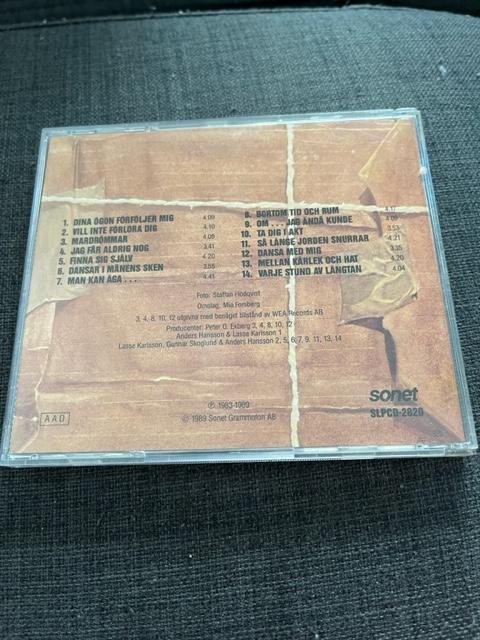 1. DINA ÖGON FÖRFÖLJER MIG 4.09
2. VILL INTE FÖRLORA DIG 4.10
3. MARDRÖMMAR 4.05
4. JAG FÅR ALDRIG NOG 3.41
5. FINNA SIG SJÄLV 4.20
6. DANSAR I MÅNENS SKEN 3.55
7. MAN KAN ÄGA . . . 4.41
8. BORTOM TID OCH RUM 4.17
9. OM . . . JAG ÄNDÅ KUNDE 4.09
10. TA DIG I AKT 3.53
11. SÅ LÄNGE JORDEN SNURRAR 4.21
12. DANSA MED MIG 3.35
13. MELLAN KÄRLEK OCH HAT 4.20
14. VARJE STUND AV LÄNGTAN 4.04
Foto: Staffan Hödqvist
Omslag: Mia Forsberg
3, 4, 8, 10, 12 utgivna med benäget bistånd av WEA Records AB
Producenter: Peter G. Ekberg 3, 4, 8, 10, 12
Anders Hansson & Lasse Karlsson 1
Lasse Karlsson, Gunnar Skoglund & Anders Hansson 2, 5, 6, 7, 9, 11, 13, 14
AAD
℗ 1983-1989
© 1989 Sonet Grammofon AB
sonet
SLPCD-2820